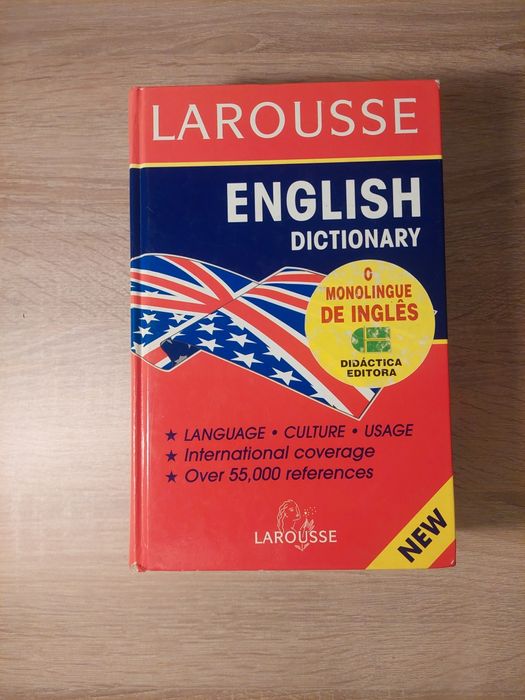 LAROUSSE
ENGLISH
DICTIONARY
O
MONOLINGUE
DE INGLÊS
DIDÁCTICA
EDITORA
★ LANGUAGE • CULTURE • USAGE
★ International coverage
★ Over 55,000 references
LAROUSSE
NEW